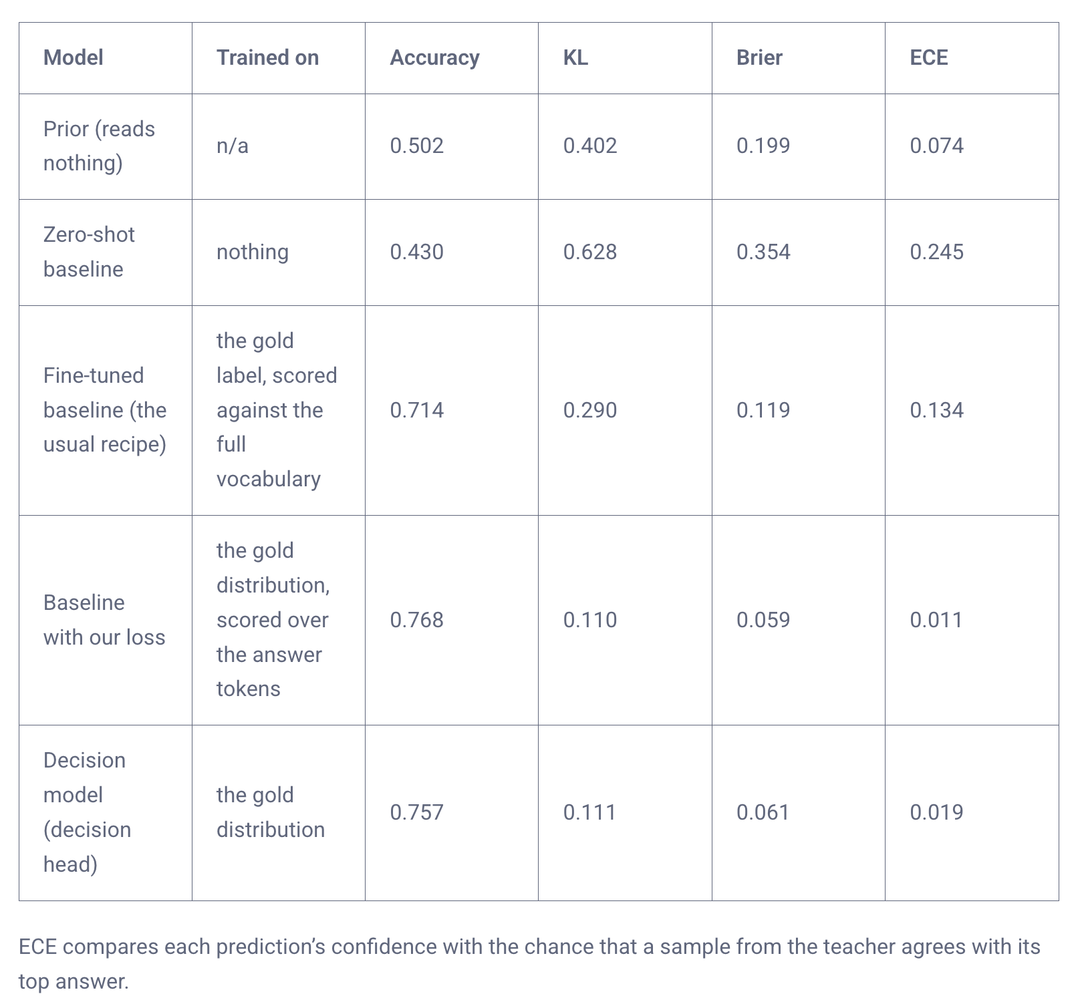 Model Trained on Accuracy KL Brier ECE
Prior (reads
nothing)
n/a
0.502 0.402 0.199 0.074
Zero-shot
baseline
nothing
0.430 0.628 0.354 0.245
Fine-tuned
baseline (the
usual recipe)
the gold
label, scored
against the
full
vocabulary
0.714 0.290 0.119 0.134
Baseline
with our loss
the gold
distribution,
scored over
the answer
tokens
0.768 0.110 0.059 0.011
Decision
model
(decision
head)
the gold
distribution
0.757 0.111 0.061 0.019
ECE compares each prediction’s confidence with the chance that a sample from the teacher agrees with its
top answer.